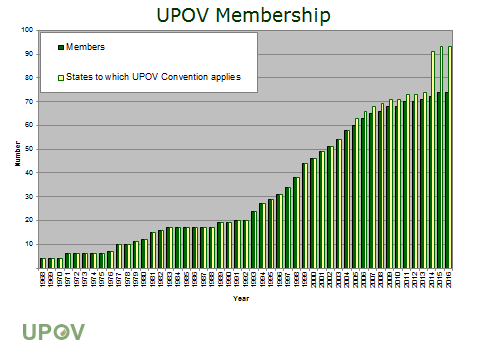 UPOV Membership
100
90
80
70
60
50
40
30
20
10
Number
Members
States to which UPOV Convention applies
1968 1969 1970 1971 1972 1973 1974 1975 1976 1977 1978 1979 1980 1981 1982 1983 1984 1985 1986 1987 1988 1989 1990 1991 1992 1993 1994 1995 1996 1997 1998 1999 2000 2001 2002 2003 2004 2005 2006 2007 2008 2009 2010 2011 2012 2013 2014 2015 2016
Year
UPOV